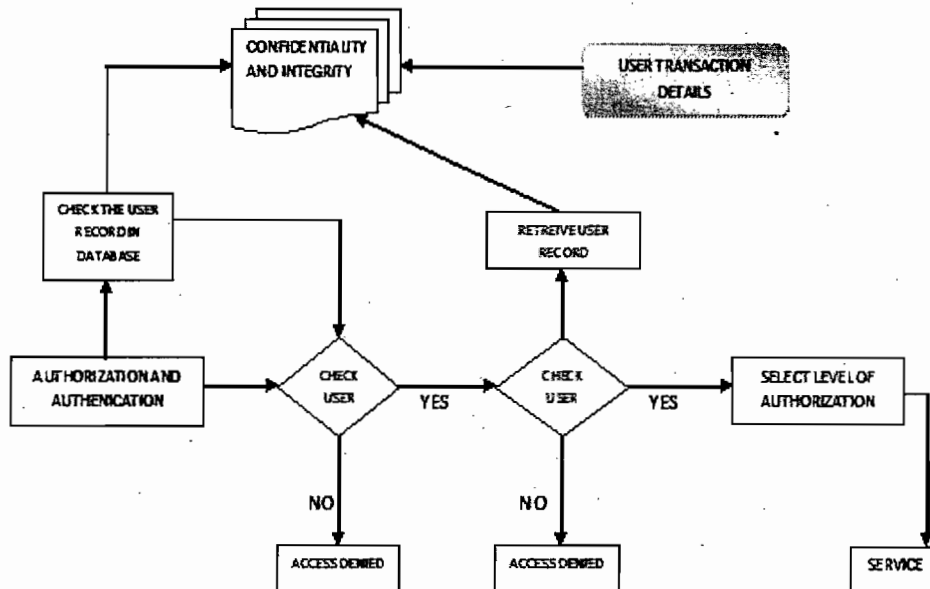 CONFIDENTIALITY
AND INTEGRITY
USER TRANSACTION
DETAILS
CHECK THE USER
RECORD IN
DATABASE
RETREIVE USER
RECORD
AUTHORIZATION AND
AUTHENICATION
CHECK
USER
YES
CHECK
USER
YES
SELECT LEVEL OF
AUTHORIZATION
NO
NO
ACCESS DENIED
ACCESS DENIED
SERVICE